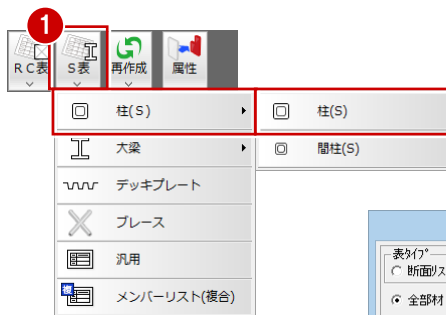 1
RC表 S表 再作成 属性
柱(S) 柱(S)
大梁 間柱(S)
デッキプレート
ブレース
汎用
複 メンバーリスト(複合)
表タイプ
断面リス
全部材